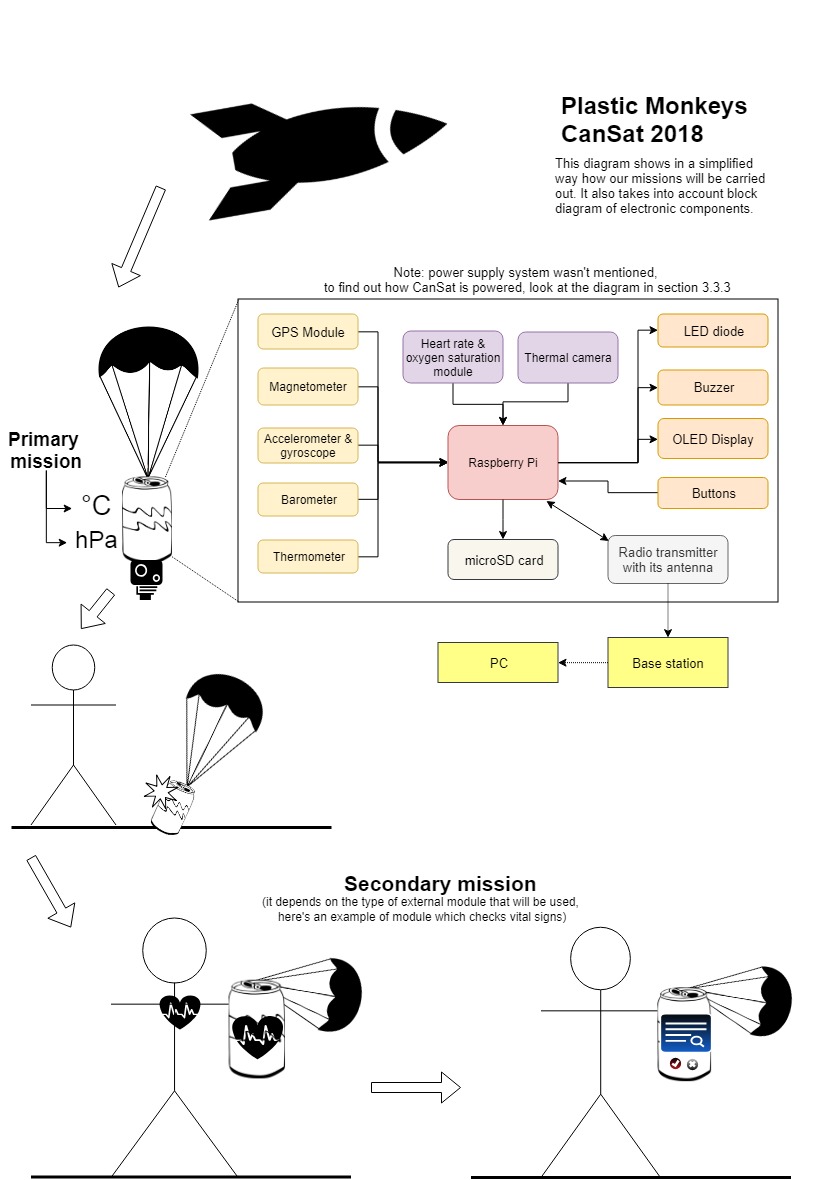 Plastic Monkeys
CanSat 2018
This diagram shows in a simplified
way how our missions will be carried
out. It also takes into account block
diagram of electronic components.
Note: power supply system wasn't mentioned,
to find out how CanSat is powered, look at the diagram in section 3.3.3
GPS Module
Magnetometer
Accelerometer &
gyroscope
Barometer
Thermometer
Heart rate &
oxygen saturation
module
Thermal camera
Raspberry Pi
microSD card
LED diode
Buzzer
OLED Display
Buttons
Radio transmitter
with its antenna
Base station
PC
Primary
mission
°C
hPa
Secondary mission
(it depends on the type of external module that will be used,
here's an example of module which checks vital signs)